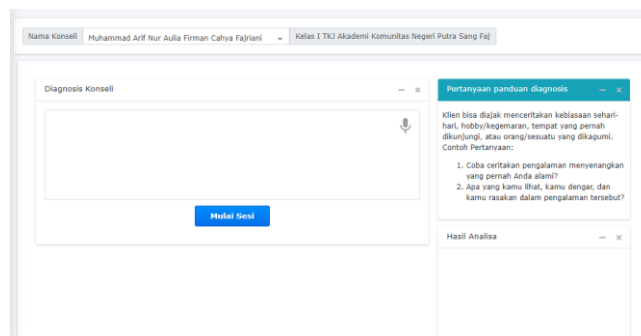 Nama Konseli Muhammad Arif Nur Aulia Firman Cahya Fajriani Kelas I TKJ Akademi Komunitas Negeri Putra Sang Faj
Diagnosis Konseli
Mulai Sesi
Pertanyaan panduan diagnosis
Klien bisa diajak menceritakan kebiasaan sehari-
hari, hobby/kegemaran, tempat yang pernah
dikunjungi, atau orang/sesuatu yang dikagumi.
Contoh Pertanyaan:
1. Coba ceritakan pengalaman menyenangkan
yang pernah Anda alami?
2. Apa yang kamu lihat, kamu dengar, dan
kamu rasakan dalam pengalaman tersebut?
Hasil Analisa